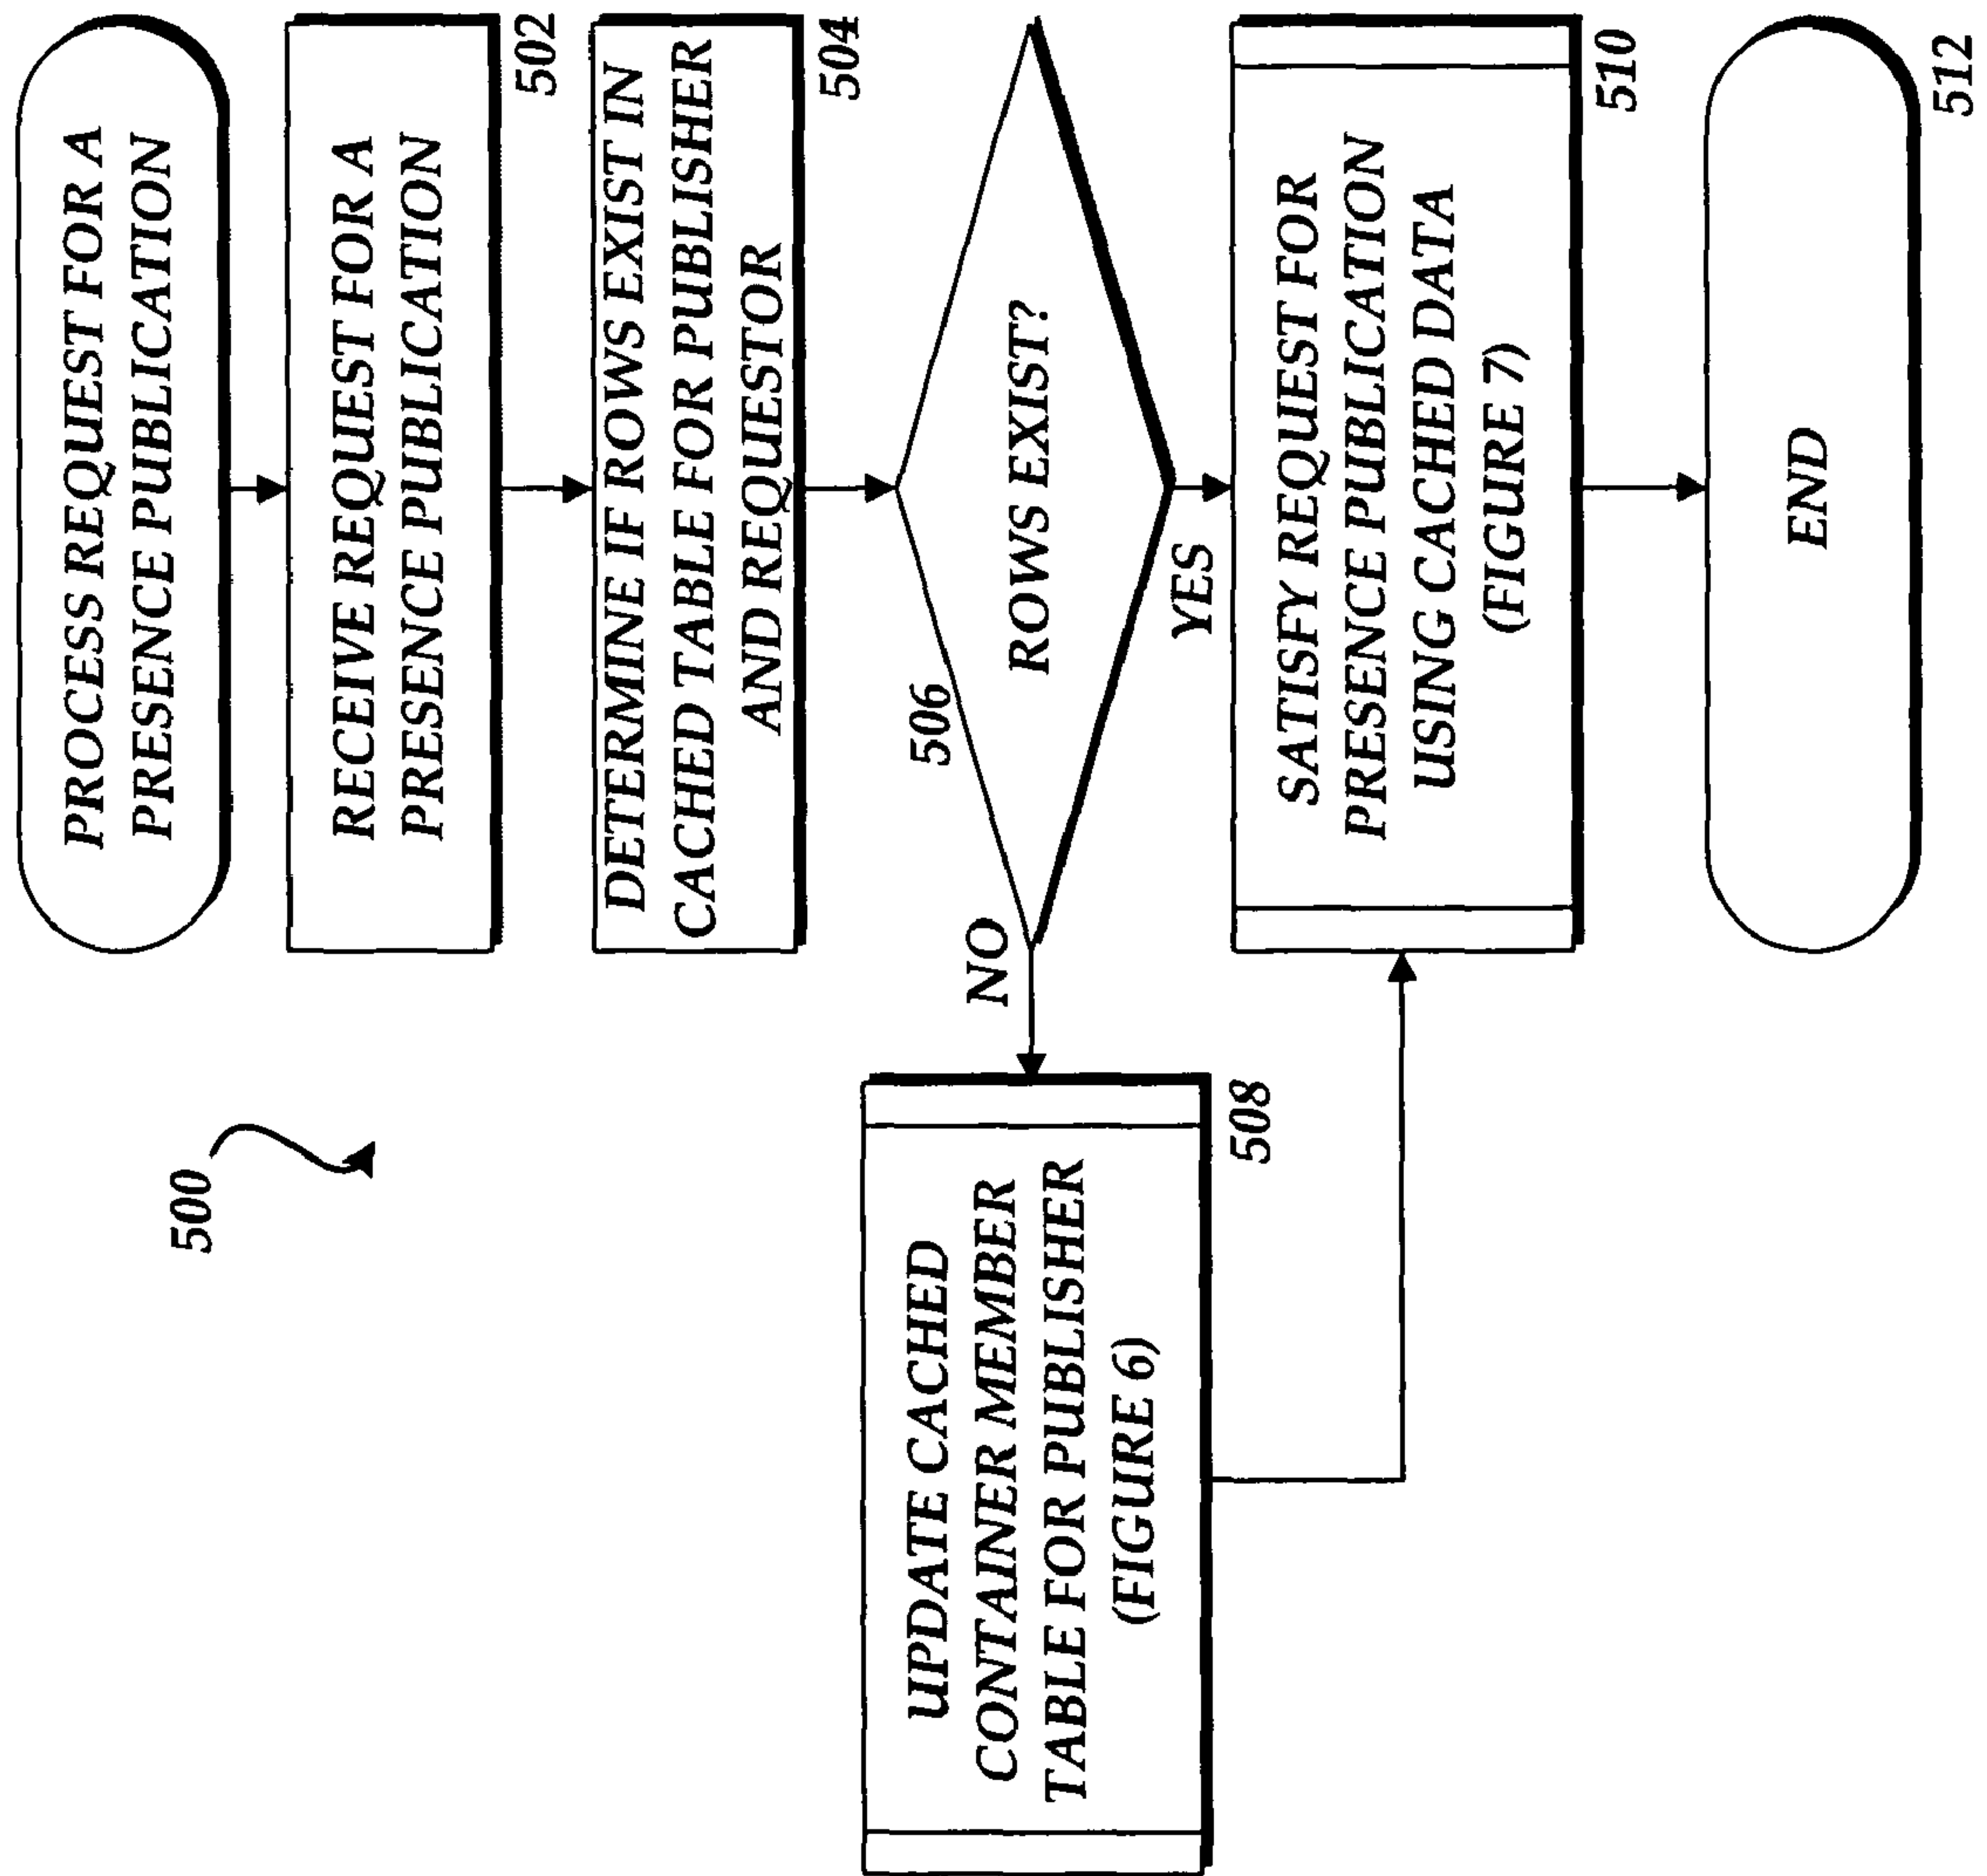 500
PROCESS REQUEST FOR A
PRESENCE PUBLICATION
RECEIVE REQUEST FOR A
PRESENCE PUBLICATION
502
DETERMINE IF ROWS EXIST IN
CACHED TABLE FOR PUBLISHER
AND REQUESTOR
504
506
ROWS EXIST?
NO
YES
UPDATE CACHED
CONTAINER MEMBER
TABLE FOR PUBLISHER
(FIGURE 6)
508
SATISFY REQUEST FOR
PRESENCE PUBLICATION
USING CACHED DATA
(FIGURE 7)
510
END
512